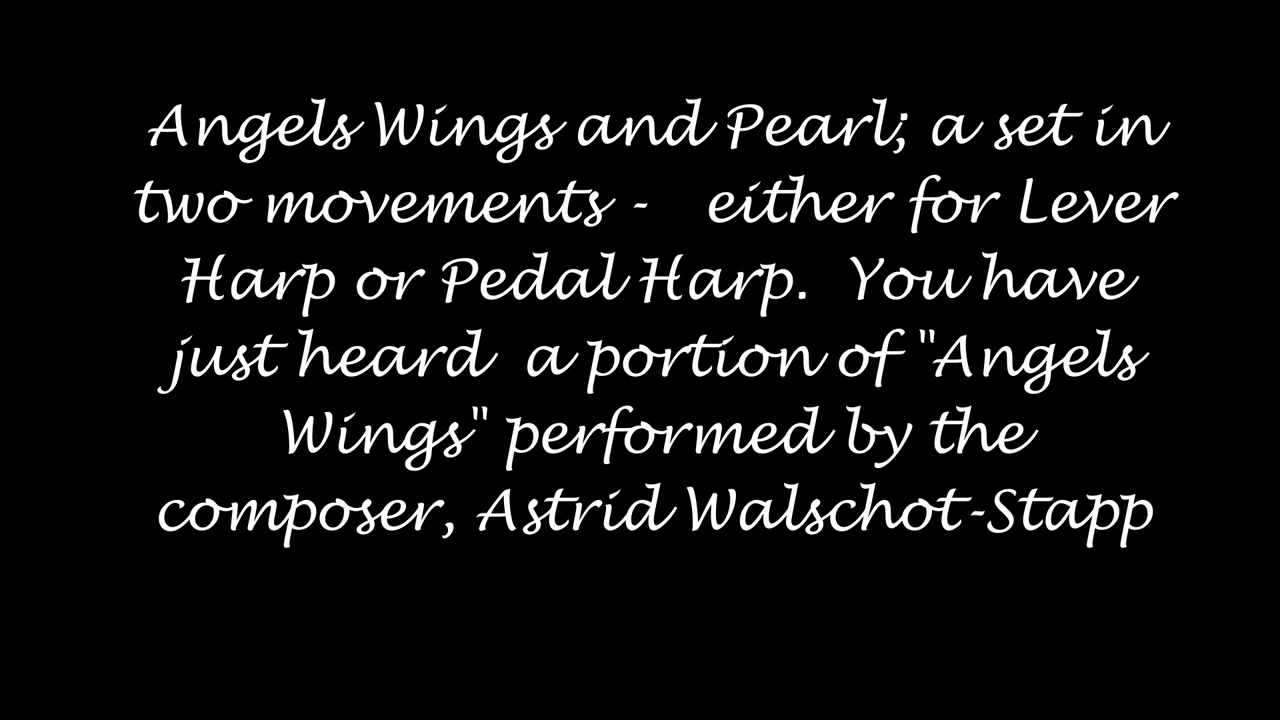 Angels Wings and Pearl; a set in
two movements -   either for Lever
Harp or Pedal Harp.  You have
just heard  a portion of "Angels
Wings" performed by the
composer, Astrid Walschot-Stapp